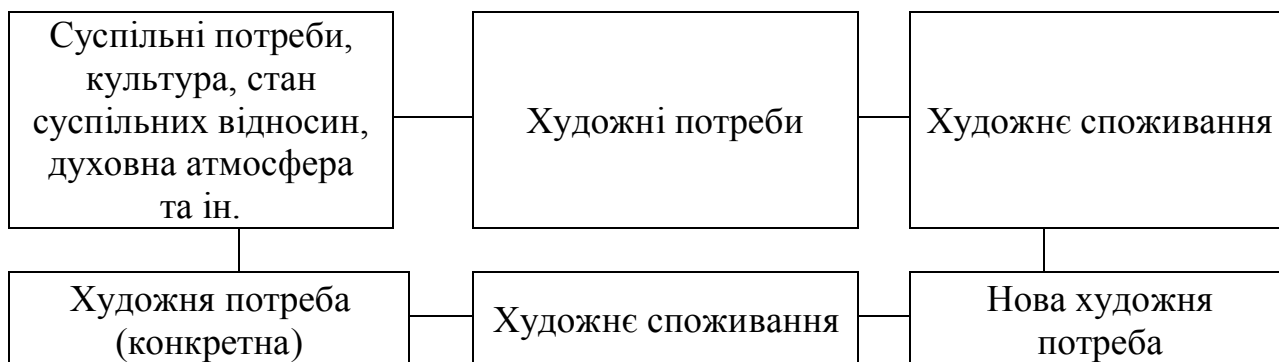 Суспільні потреби,
культура, стан
суспільних відносин,
духовна атмосфера
та ін.
Художні потреби
Художнє споживання
Художня потреба
(конкретна)
Художнє споживання
Нова художня
потреба